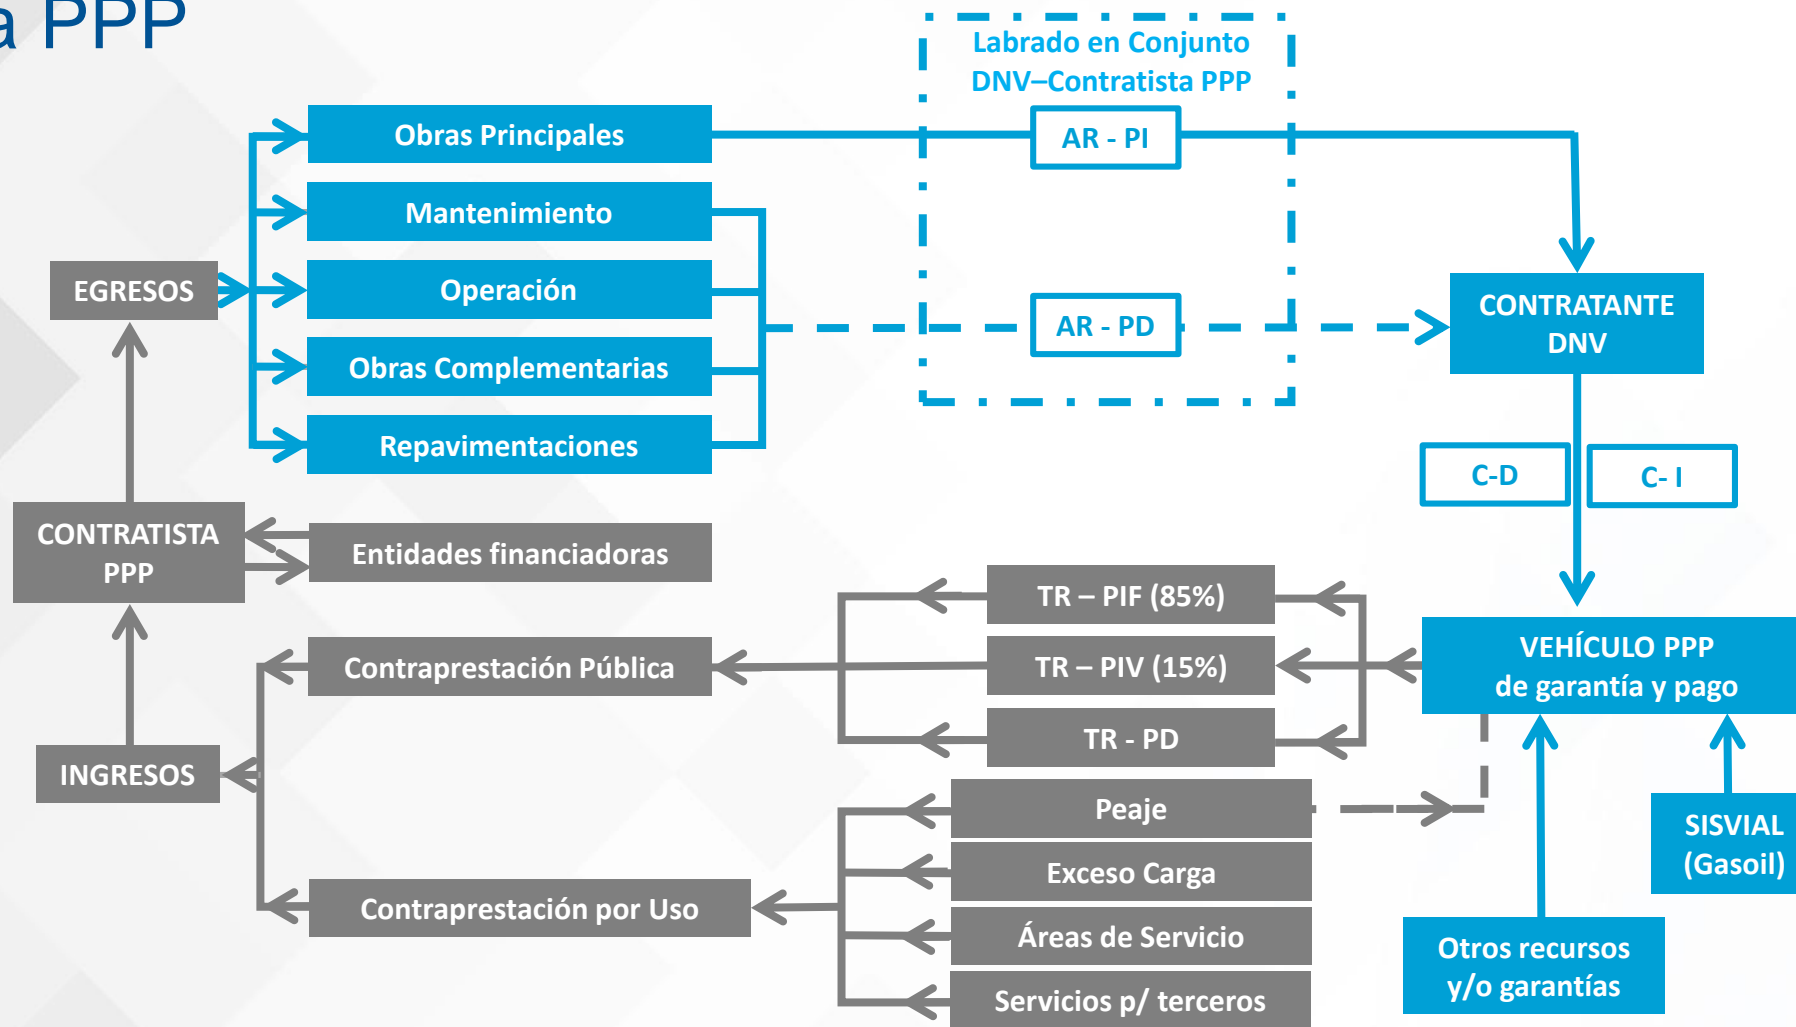 a PPP
Labrado en Conjunto
DNV–Contratista PPP
Obras Principales
AR - PI
Mantenimiento
EGRESOS
Operación
AR - PD
CONTRATANTE
DNV
Obras Complementarias
Repavimentaciones
C-D
C- I
CONTRATISTA
PPP
Entidades financiadoras
TR – PIF (85%)
Contraprestación Pública
TR – PIV (15%)
VEHÍCULO PPP
de garantía y pago
TR - PD
INGRESOS
Peaje
SISVIAL
(Gasoil)
Exceso Carga
Contraprestación por Uso
Áreas de Servicio
Otros recursos
y/o garantías
Servicios p/ terceros